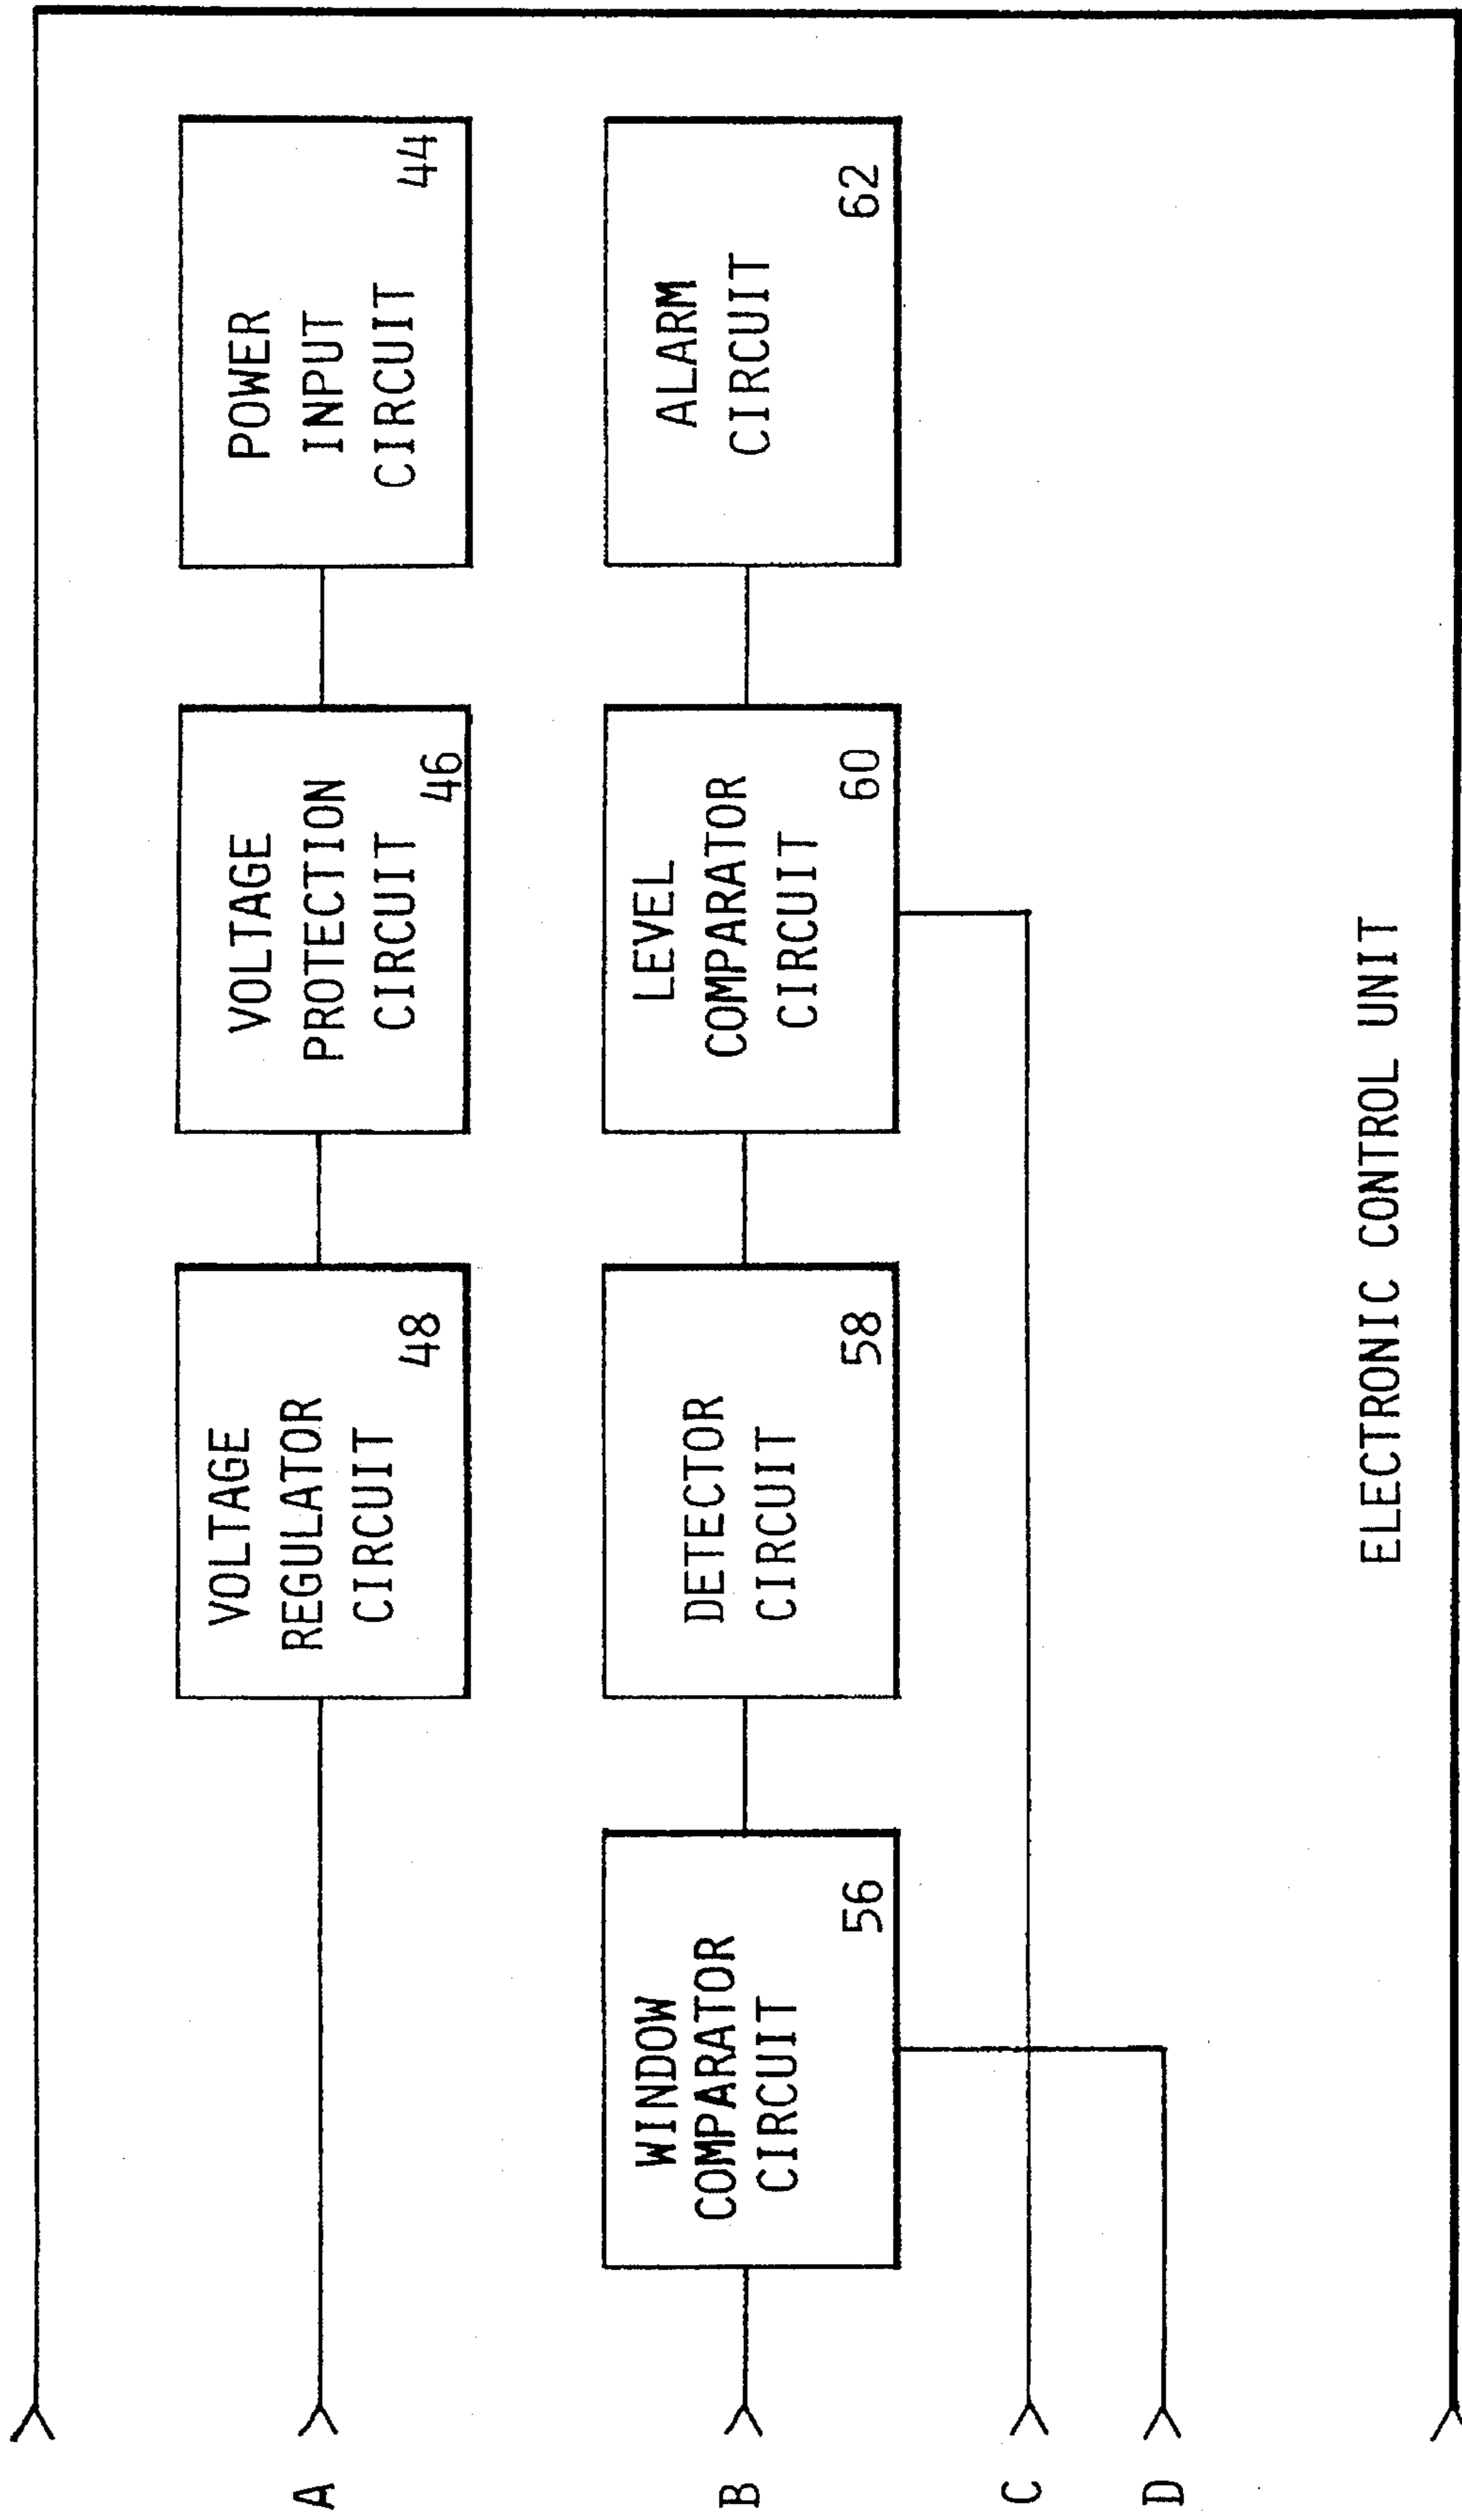 A
VOLTAGE
REGULATOR
CIRCUIT
48
VOLTAGE
PROTECTION
CIRCUIT
46
POWER
INPUT
CIRCUIT
44
B
WINDOW
COMPARATOR
CIRCUIT
56
DETECTOR
CIRCUIT
58
LEVEL
COMPARATOR
CIRCUIT
60
ALARM
CIRCUIT
62
C
D
ELECTRONIC CONTROL UNIT